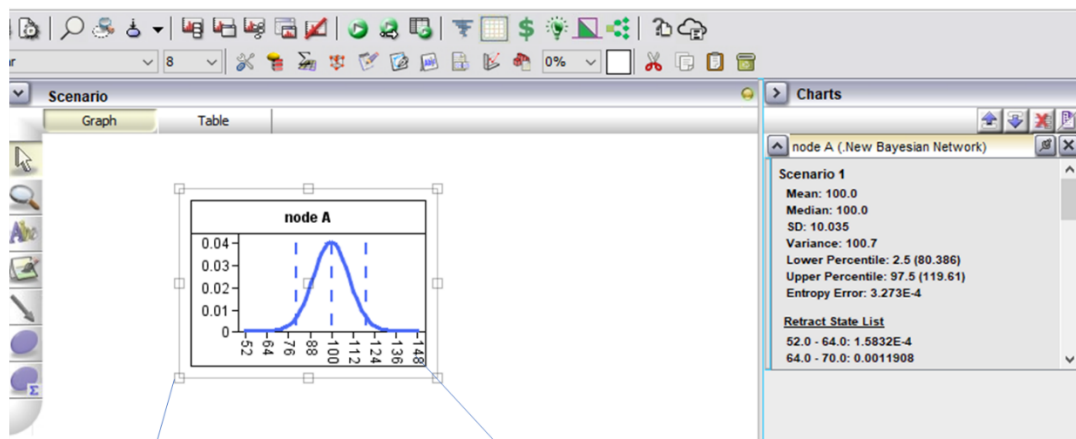 8
0%
Scenario
Charts
Graph
Table
node A (.New Bayesian Network)
Scenario 1
Mean: 100.0
Median: 100.0
SD: 10.035
Variance: 100.7
Lower Percentile: 2.5 (80.386)
Upper Percentile: 97.5 (119.61)
Entropy Error: 3.273E-4
Retract State List
52.0 - 64.0: 1.5832E-4
64.0 - 70.0: 0.0011908
Abc
Σ
node A
0.04
0.03
0.02
0.01
0
52
64
76
88
100
112
124
136
148